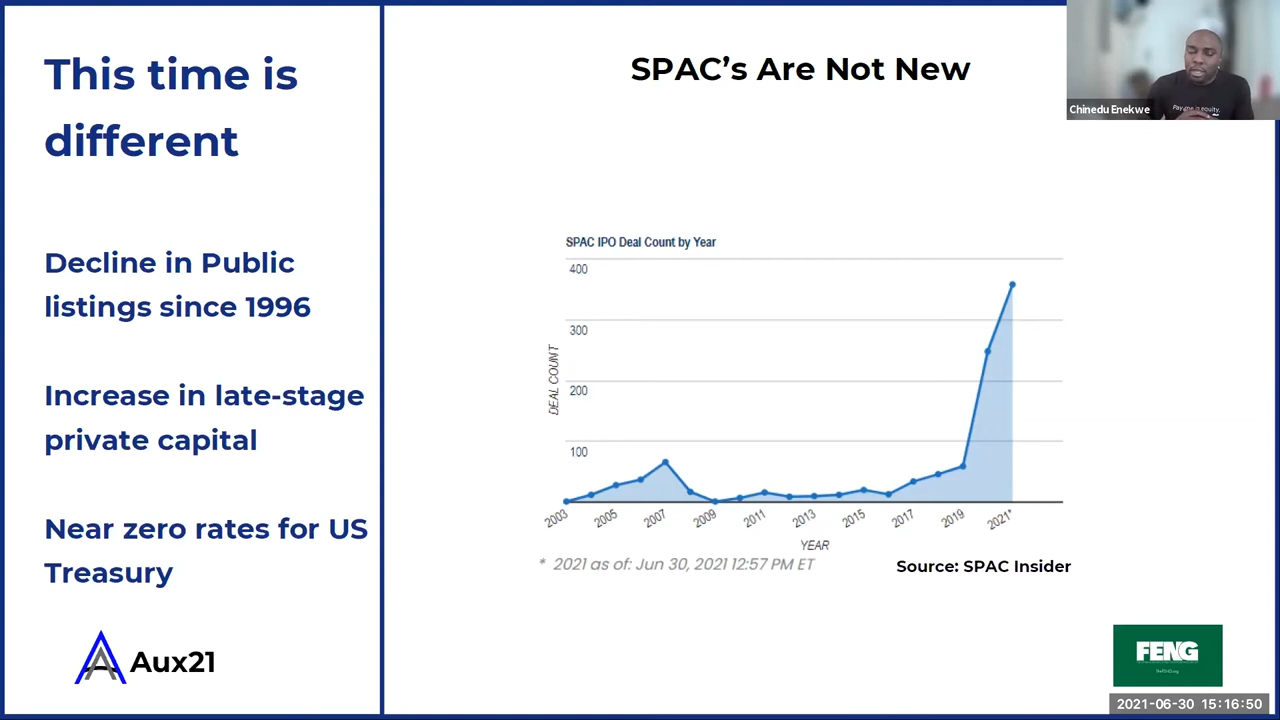 This time is
different
Decline in Public
listings since 1996
Increase in late-stage
private capital
Near zero rates for US
Treasury
Aux21
SPAC’s Are Not New
Chinedu Enekwe
SPAC IPO Deal Count by Year
400
300
200
100
DEAL COUNT
2003
2005
2007
2009
2011
2013
2015
2017
2019
2021*
YEAR
* 2021 as of: Jun 30, 2021 12:57 PM ET
Source: SPAC Insider
FENG
2021-06-30 15:16:50